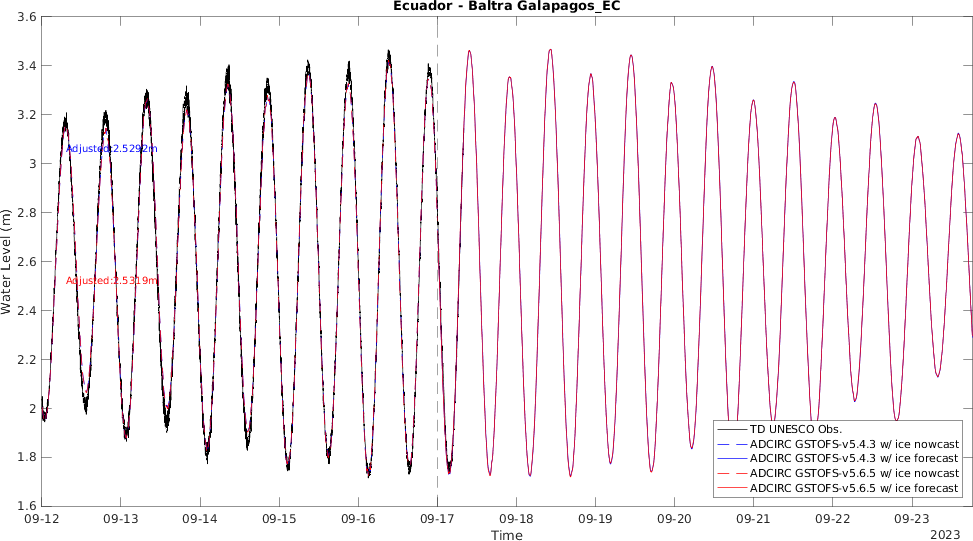 Ecuador - Baltra Galapagos_EC
3.6
3.4
3.2
3
2.8
2.6
2.4
2.2
2
1.8
1.6
Water Level (m)
Adjusted:2.5292m
Adjusted:2.5319m
TD UNESCO Obs.
ADCIRC GSTOFS-v5.4.3 w/ ice nowcast
ADCIRC GSTOFS-v5.4.3 w/ ice forecast
ADCIRC GSTOFS-v5.6.5 w/ ice nowcast
ADCIRC GSTOFS-v5.6.5 w/ ice forecast
09-12 09-13 09-14 09-15 09-16 09-17 09-18 09-19 09-20 09-21 09-22 09-23
Time
2023